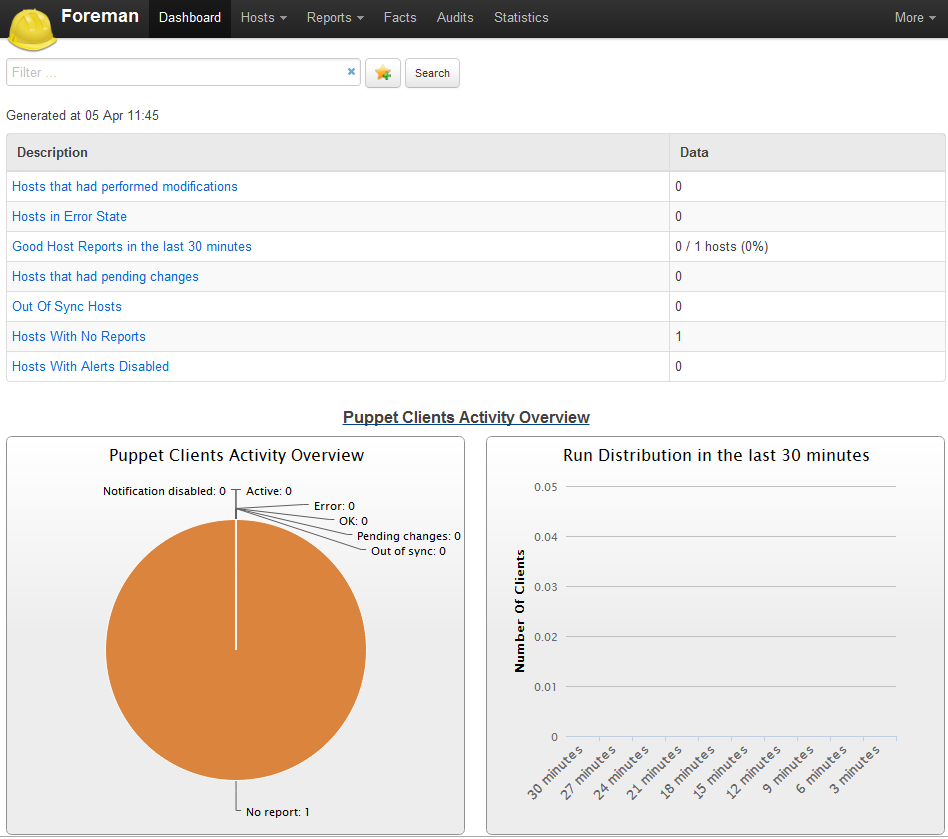 Foreman Dashboard Hosts Reports Facts Audits Statistics More
Filter ... × Search
Generated at 05 Apr 11:45
Description Data
Hosts that had performed modifications 0
Hosts in Error State 0
Good Host Reports in the last 30 minutes 0 / 1 hosts (0%)
Hosts that had pending changes 0
Out Of Sync Hosts 0
Hosts With No Reports 1
Hosts With Alerts Disabled 0
Puppet Clients Activity Overview
Puppet Clients Activity Overview
Notification disabled: 0 Active: 0
Error: 0
OK: 0
Pending changes: 0
Out of sync: 0
No report: 1
Run Distribution in the last 30 minutes
Number Of Clients
0.05
0.04
0.03
0.02
0.01
0
30 minutes
27 minutes
24 minutes
21 minutes
18 minutes
15 minutes
12 minutes
9 minutes
6 minutes
3 minutes